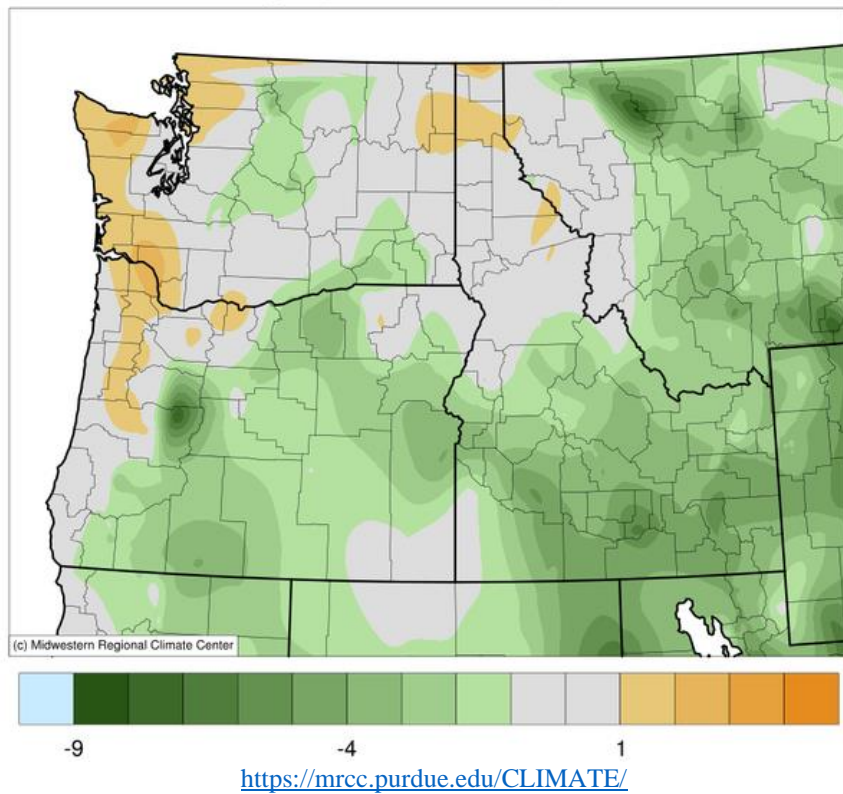 (c) Midwestern Regional Climate Center
-9 -4 1
https://mrcc.purdue.edu/CLIMATE/